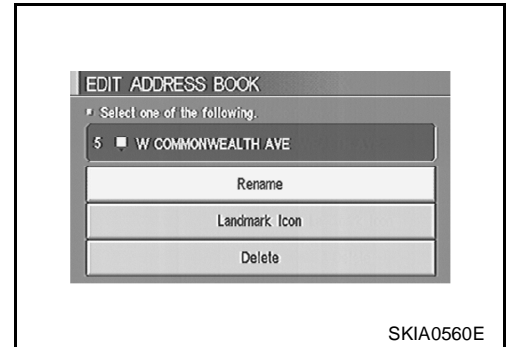 EDIT ADDRESS BOOK
Select one of the following.
5 W COMMONWEALTH AVE
Rename
Landmark Icon
Delete
SKIA0560E